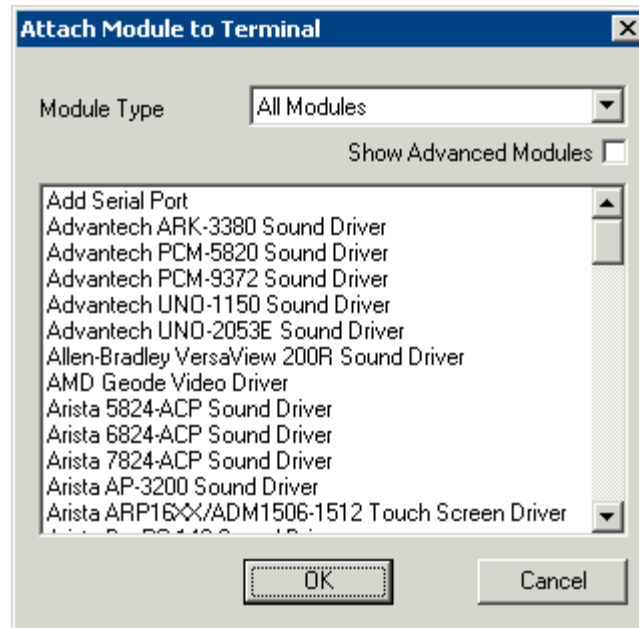 Attach Module to Terminal
Module Type
All Modules
Show Advanced Modules
Add Serial Port
Advantech ARK-3380 Sound Driver
Advantech PCM-5820 Sound Driver
Advantech PCM-9372 Sound Driver
Advantech UNO-1150 Sound Driver
Advantech UNO-2053E Sound Driver
Allen-Bradley VersaView 200R Sound Driver
AMD Geode Video Driver
Arista 5824-ACP Sound Driver
Arista 6824-ACP Sound Driver
Arista 7824-ACP Sound Driver
Arista AP-3200 Sound Driver
Arista ARP16XX/ADM1506-1512 Touch Screen Driver
OK
Cancel